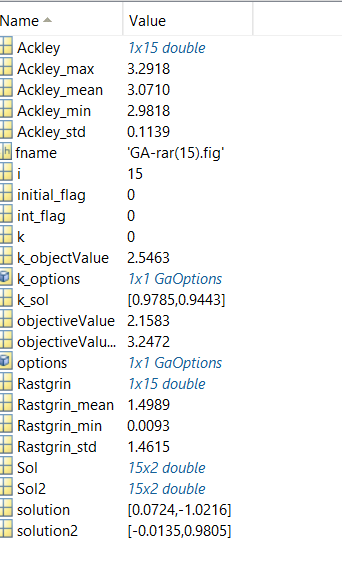 Name Value
Ackley 1x15 double
Ackley_max 3.2918
Ackley_mean 3.0710
Ackley_min 2.9818
Ackley_std 0.1139
fname 'GA-rar(15).fig'
i 15
initial_flag 0
int_flag 0
k 0
k_objectValue 2.5463
k_options 1x1 GaOptions
k_sol [0.9785,0.9443]
objectiveValue 2.1583
objectiveValu... 3.2472
options 1x1 GaOptions
Rastgrin 1x15 double
Rastgrin_mean 1.4989
Rastgrin_min 0.0093
Rastgrin_std 1.4615
Sol 15x2 double
Sol2 15x2 double
solution [0.0724,-1.0216]
solution2 [-0.0135,0.9805]